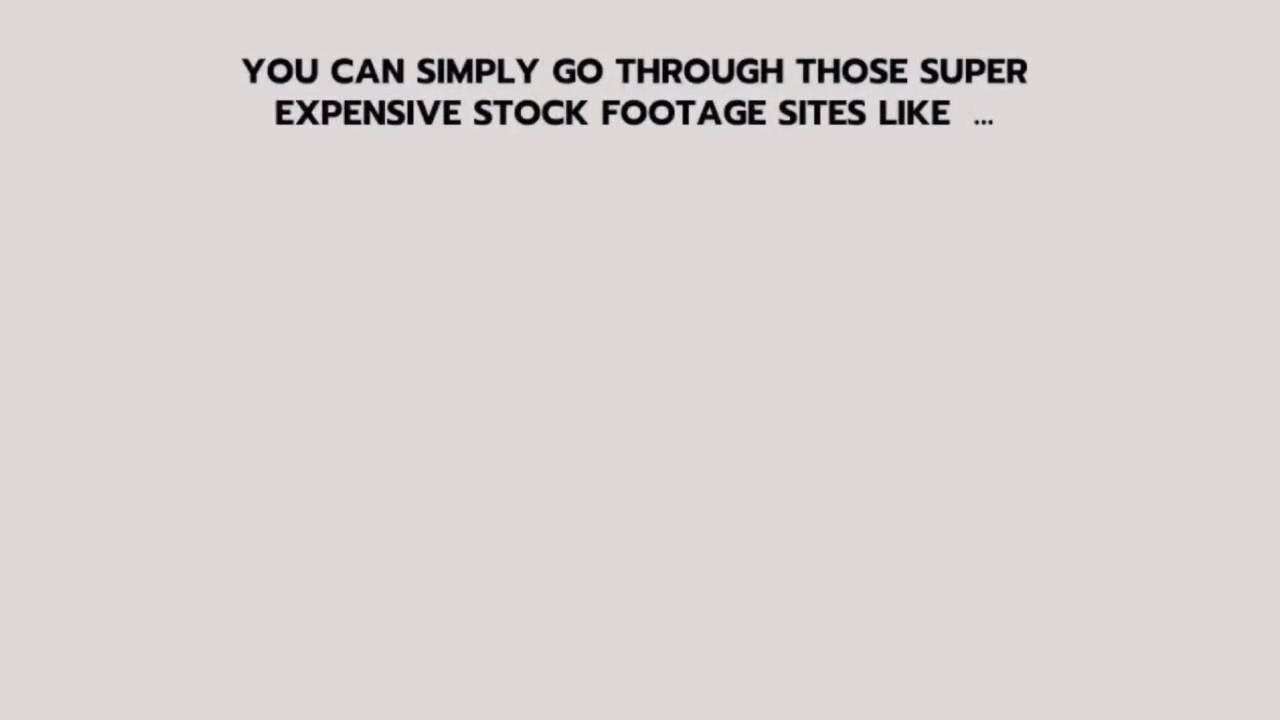 YOU CAN SIMPLY GO THROUGH THOSE SUPER
EXPENSIVE STOCK FOOTAGE SITES LIKE  ...